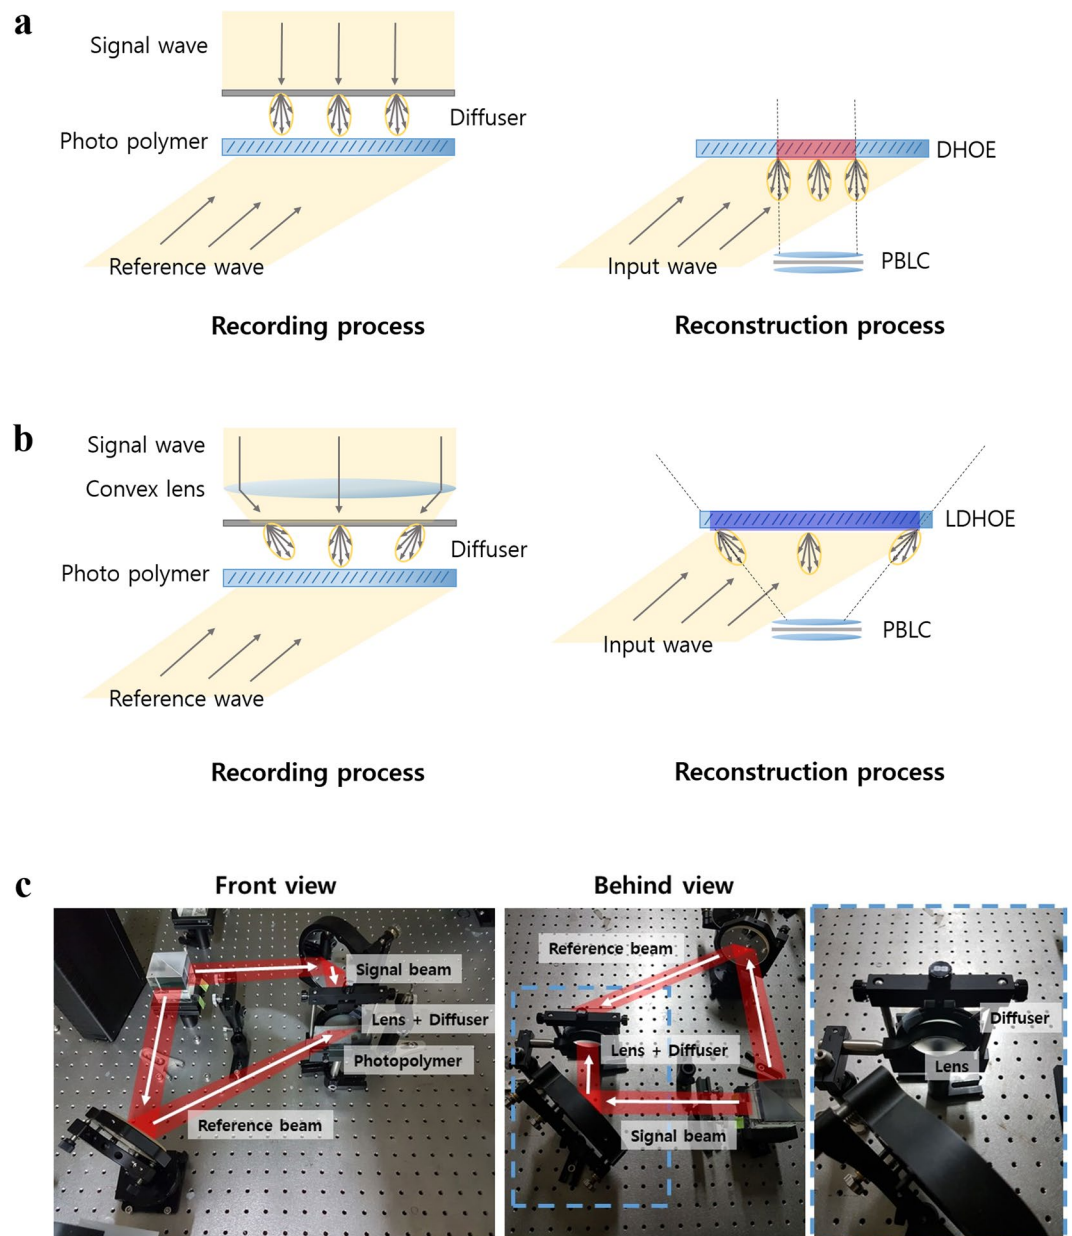 a
Signal wave
Diffuser
Photo polymer
Reference wave
Recording process
DHOE
Input wave
PBLC
Reconstruction process
b
Signal wave
Convex lens
Diffuser
Photo polymer
Reference wave
Recording process
LDHOE
PBLC
Input wave
Reconstruction process
c
Front view
Signal beam
Lens + Diffuser
Photopolymer
Reference beam
Behind view
Reference beam
Lens + Diffuser
Signal beam
Diffuser
Lens